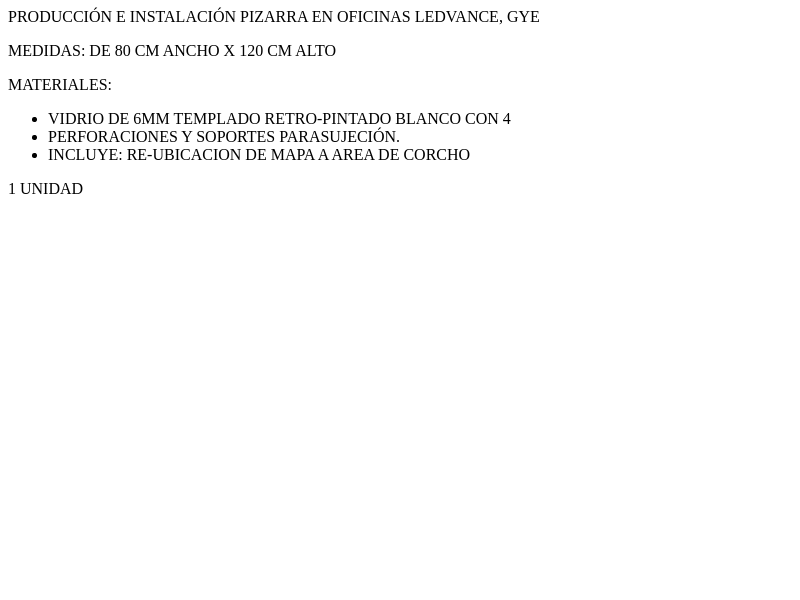 PRODUCCIÓN E INSTALACIÓN PIZARRA EN OFICINAS LEDVANCE, GYE
MEDIDAS: DE 80 CM ANCHO X 120 CM ALTO
MATERIALES:
• VIDRIO DE 6MM TEMPLADO RETRO-PINTADO BLANCO CON 4
• PERFORACIONES Y SOPORTES PARASUJECIÓN.
• INCLUYE: RE-UBICACION DE MAPA A AREA DE CORCHO
1 UNIDAD